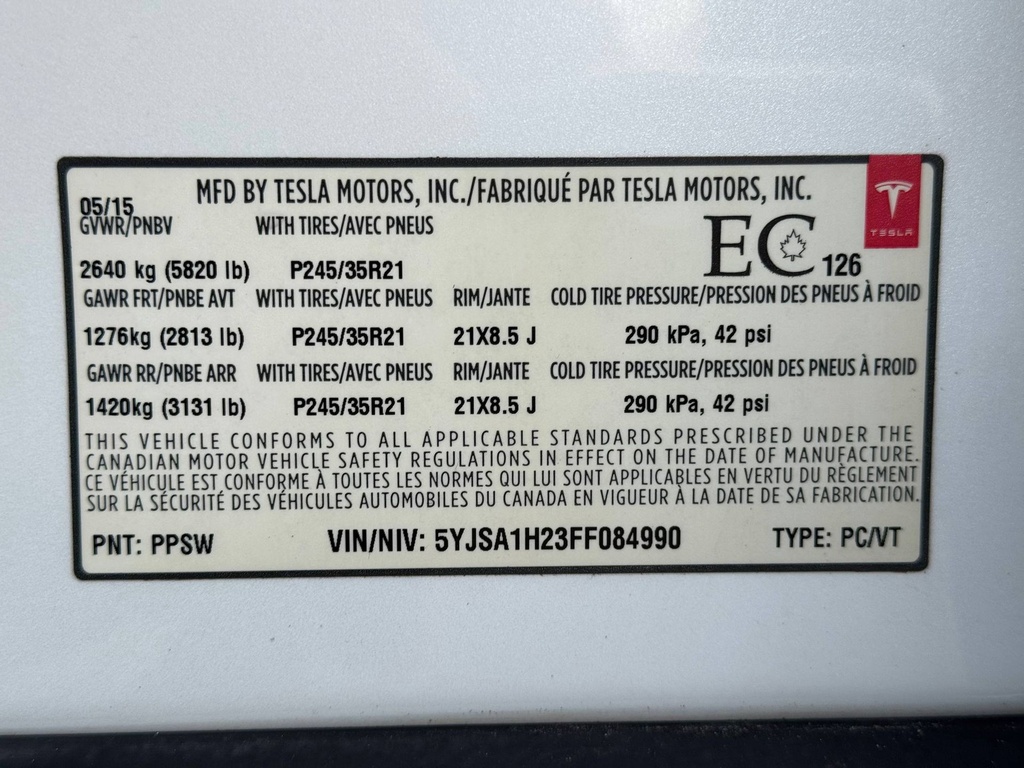 MFD BY TESLA MOTORS, INC./FABRIQUÉ PAR TESLA MOTORS, INC.
05/15
GVWR/PNBV WITH TIRES/AVEC PNEUS
TESLA
2640 kg (5820 lb) P245/35R21 EC 126
GAWR FRT/PNBE AVT WITH TIRES/AVEC PNEUS RIM/JANTE COLD TIRE PRESSURE/PRESSION DES PNEUS À FROID
1276kg (2813 lb) P245/35R21 21X8.5 J 290 kPa, 42 psi
GAWR RR/PNBE ARR WITH TIRES/AVEC PNEUS RIM/JANTE COLD TIRE PRESSURE/PRESSION DES PNEUS À FROID
1420kg (3131 lb) P245/35R21 21X8.5 J 290 kPa, 42 psi
THIS VEHICLE CONFORMS TO ALL APPLICABLE STANDARDS PRESCRIBED UNDER THE
CANADIAN MOTOR VEHICLE SAFETY REGULATIONS IN EFFECT ON THE DATE OF MANUFACTURE.
CE VÉHICULE EST CONFORME À TOUTES LES NORMES QUI LUI SONT APPLICABLES EN VERTU DU RÈGLEMENT
SUR LA SÉCURITÉ DES VÉHICULES AUTOMOBILES DU CANADA EN VIGUEUR À LA DATE DE SA FABRICATION.
PNT: PPSW VIN/NIV: 5YJSA1H23FF084990 TYPE: PC/VT